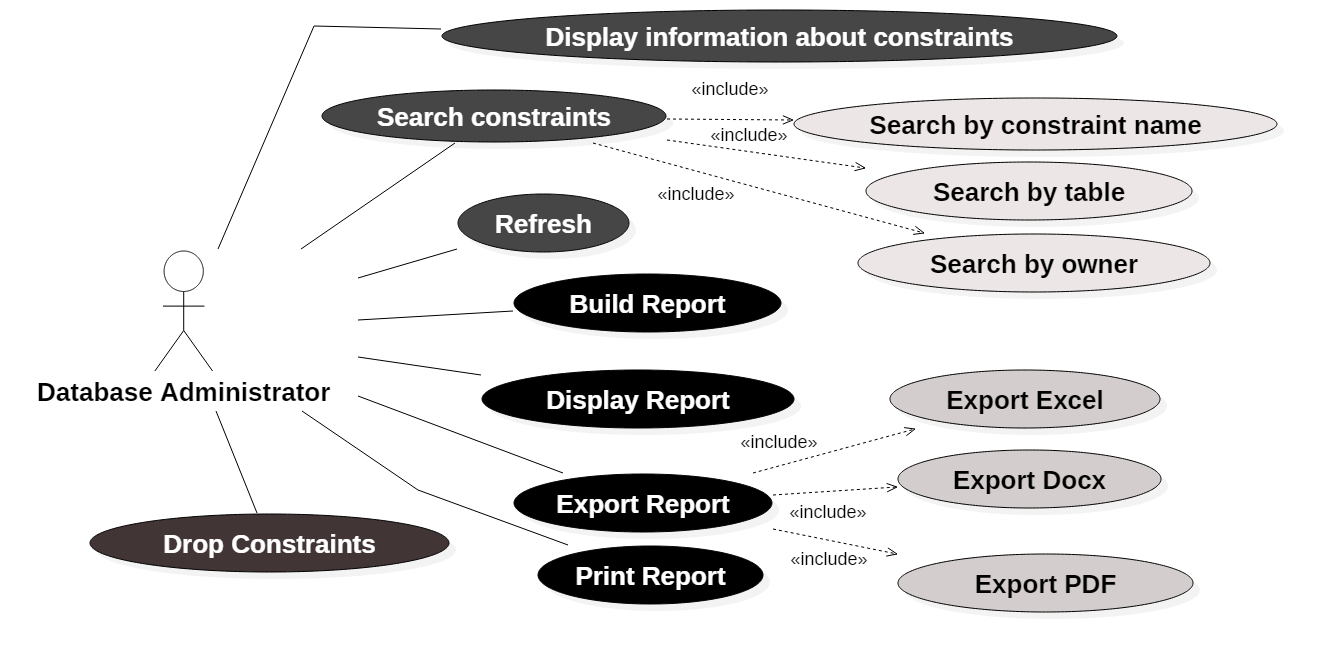 Display information about constraints
«include»
Search constraints
Search by constraint name
«include»
Search by table
«include»
Refresh
Search by owner
Build Report
Database Administrator
Display Report
Export Excel
«include»
Export Report
Export Docx
«include»
Drop Constraints
«include»
Print Report
Export PDF